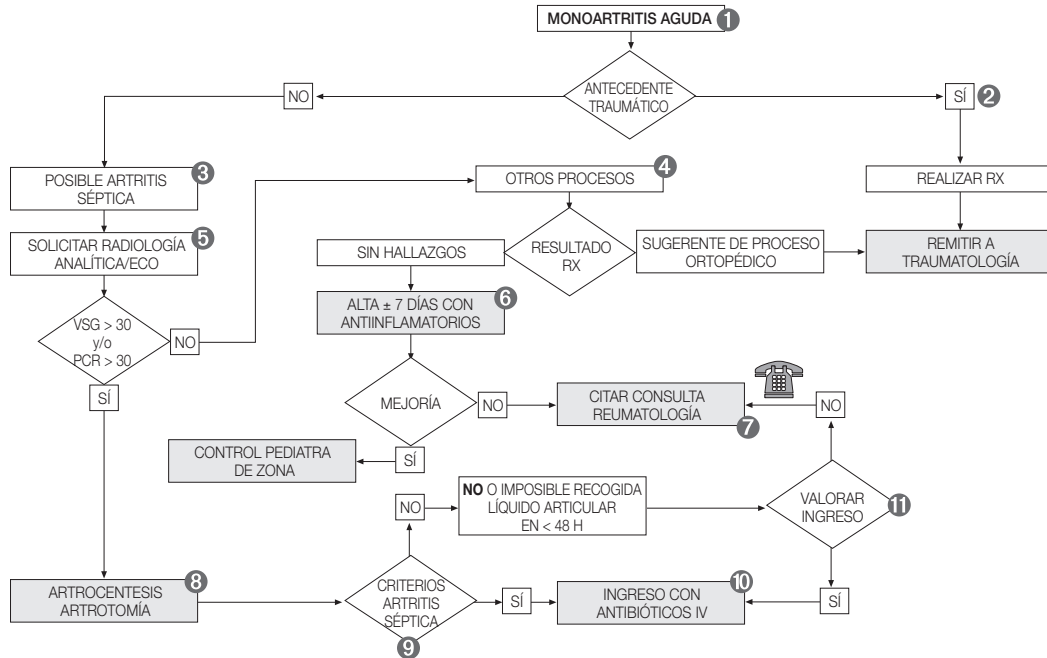 MONOARTRITIS AGUDA 1
ANTECEDENTE
TRAUMÁTICO
NO
SÍ 2
POSIBLE ARTRITIS
SÉPTICA
3
OTROS PROCESOS
4
REALIZAR RX
SOLICITAR RADIOLOGÍA
ANALÍTICA/ECO
5
SIN HALLAZGOS
RESULTADO
RX
SUGERENTE DE PROCESO
ORTOPÉDICO
REMITIR A
TRAUMATOLOGÍA
ALTA ± 7 DÍAS CON
ANTIINFLAMATORIOS
6
VSG > 30
y/o
PCR > 30
NO
SÍ
MEJORÍA
NO
CITAR CONSULTA
REUMATOLOGÍA
7
NO
SÍ
CONTROL PEDIATRA
DE ZONA
NO
NO O IMPOSIBLE RECOGIDA
LÍQUIDO ARTICULAR
EN < 48 H
VALORAR
INGRESO
11
ARTROCENTESIS
ARTROTOMÍA
8
CRITERIOS
ARTRITIS
SÉPTICA
9
SÍ
INGRESO CON
ANTIBIÓTICOS IV
10
SÍ